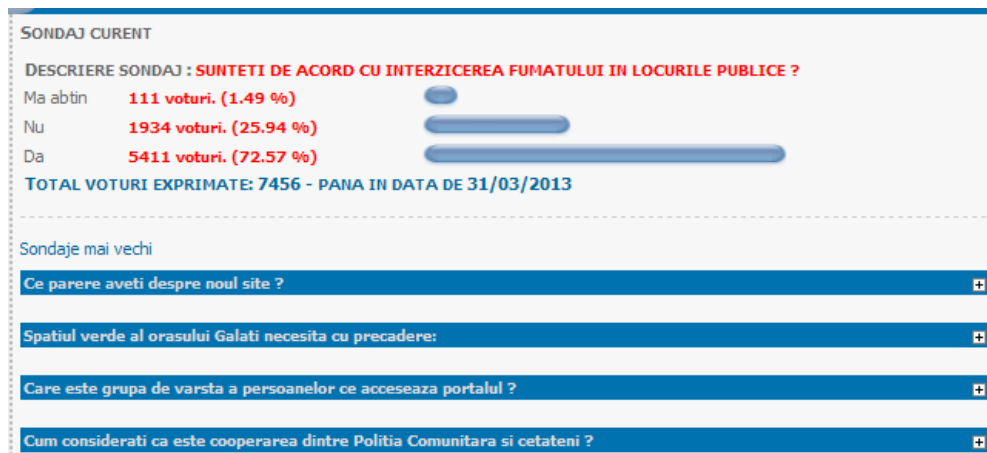 SONDAJ CURENT
DESCRIERE SONDAJ : SUNTETI DE ACORD CU INTERZICEREA FUMATULUI IN LOCURILE PUBLICE ?
Ma abtin 111 voturi. (1.49 %)
Nu 1934 voturi. (25.94 %)
Da 5411 voturi. (72.57 %)
TOTAL VOTURI EXPRIMATE: 7456 - PANA IN DATA DE 31/03/2013
Sondaje mai vechi
Ce parere aveti despre noul site ?
Spatiul verde al orasului Galati necesita cu precadere:
Care este grupa de varsta a persoanelor ce acceseaza portalul ?
Cum considerati ca este cooperarea dintre Politia Comunitara si cetateni ?